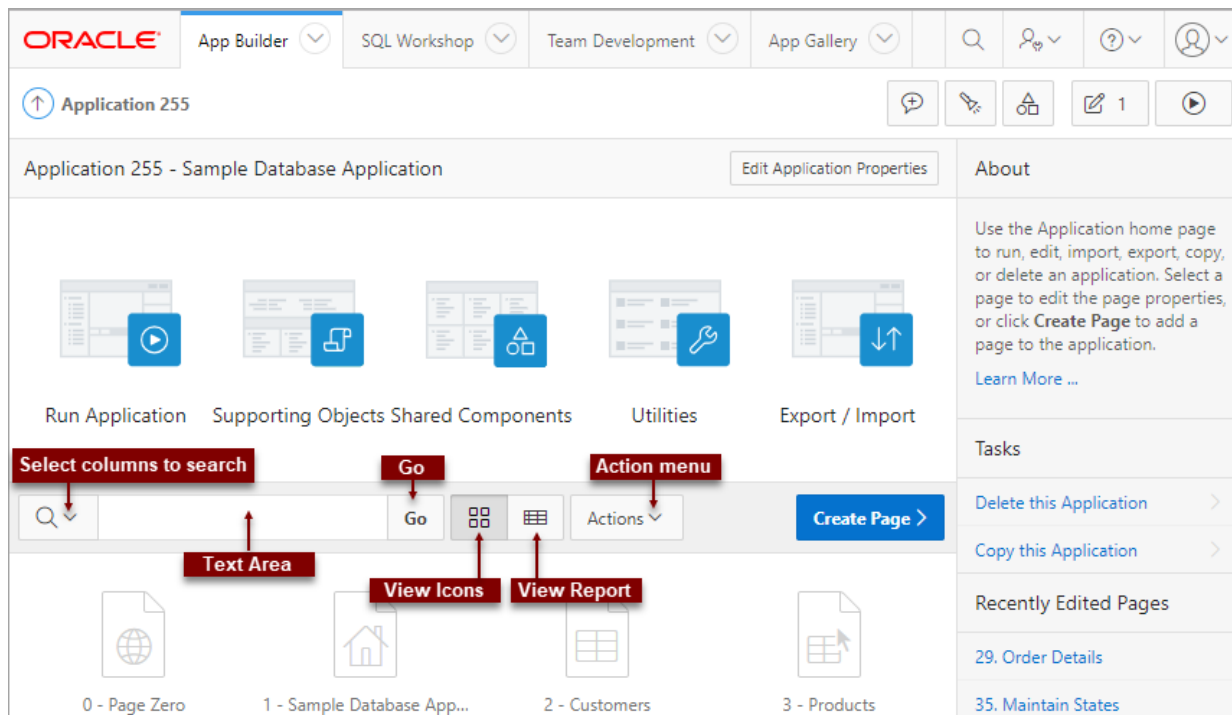 ORACLE
App Builder
SQL Workshop
Team Development
App Gallery
Application 255
1
Application 255 - Sample Database Application
Edit Application Properties
About
Use the Application home page
to run, edit, import, export, copy,
or delete an application. Select a
page to edit the page properties,
or click Create Page to add a
page to the application.
Learn More ...
Run Application
Supporting Objects
Shared Components
Utilities
Export / Import
Select columns to search
Go
Action menu
Go
Actions
Create Page
Text Area
View Icons
View Report
Tasks
Delete this Application
Copy this Application
Recently Edited Pages
29. Order Details
35. Maintain States
0 - Page Zero
1 - Sample Database App...
2 - Customers
3 - Products